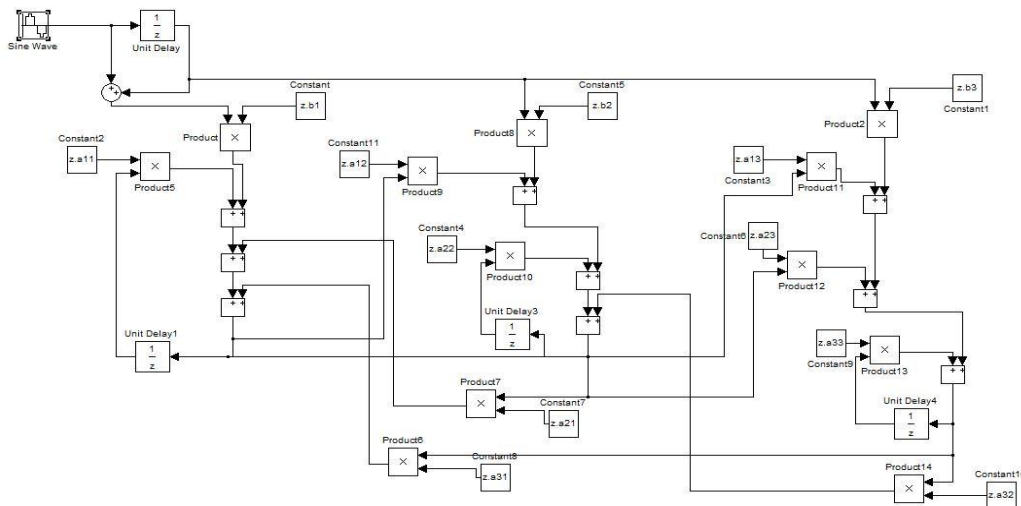 Sine Wave
1
z
Unit Delay
+
+
Constant
z.b1
Product
×
Constant5
z.b2
Product8
×
z.b3
Constant1
Product2
×
Constant2
z.a11
×
Product5
Constant11
z.a12
×
Product9
z.a13
Constant3
×
Product11
+ +
+ +
+ +
Constant4
z.a22
×
Product10
Constant6
z.a23
×
Product12
+ +
+ +
+ +
+ +
Unit Delay3
1
z
+ +
Unit Delay1
1
z
z.a33
Constant9
×
Product13
+ +
Product7
×
Constant7
z.a21
Unit Delay4
1
z
Product6
×
Constant8
z.a31
Product14
×
z.a32